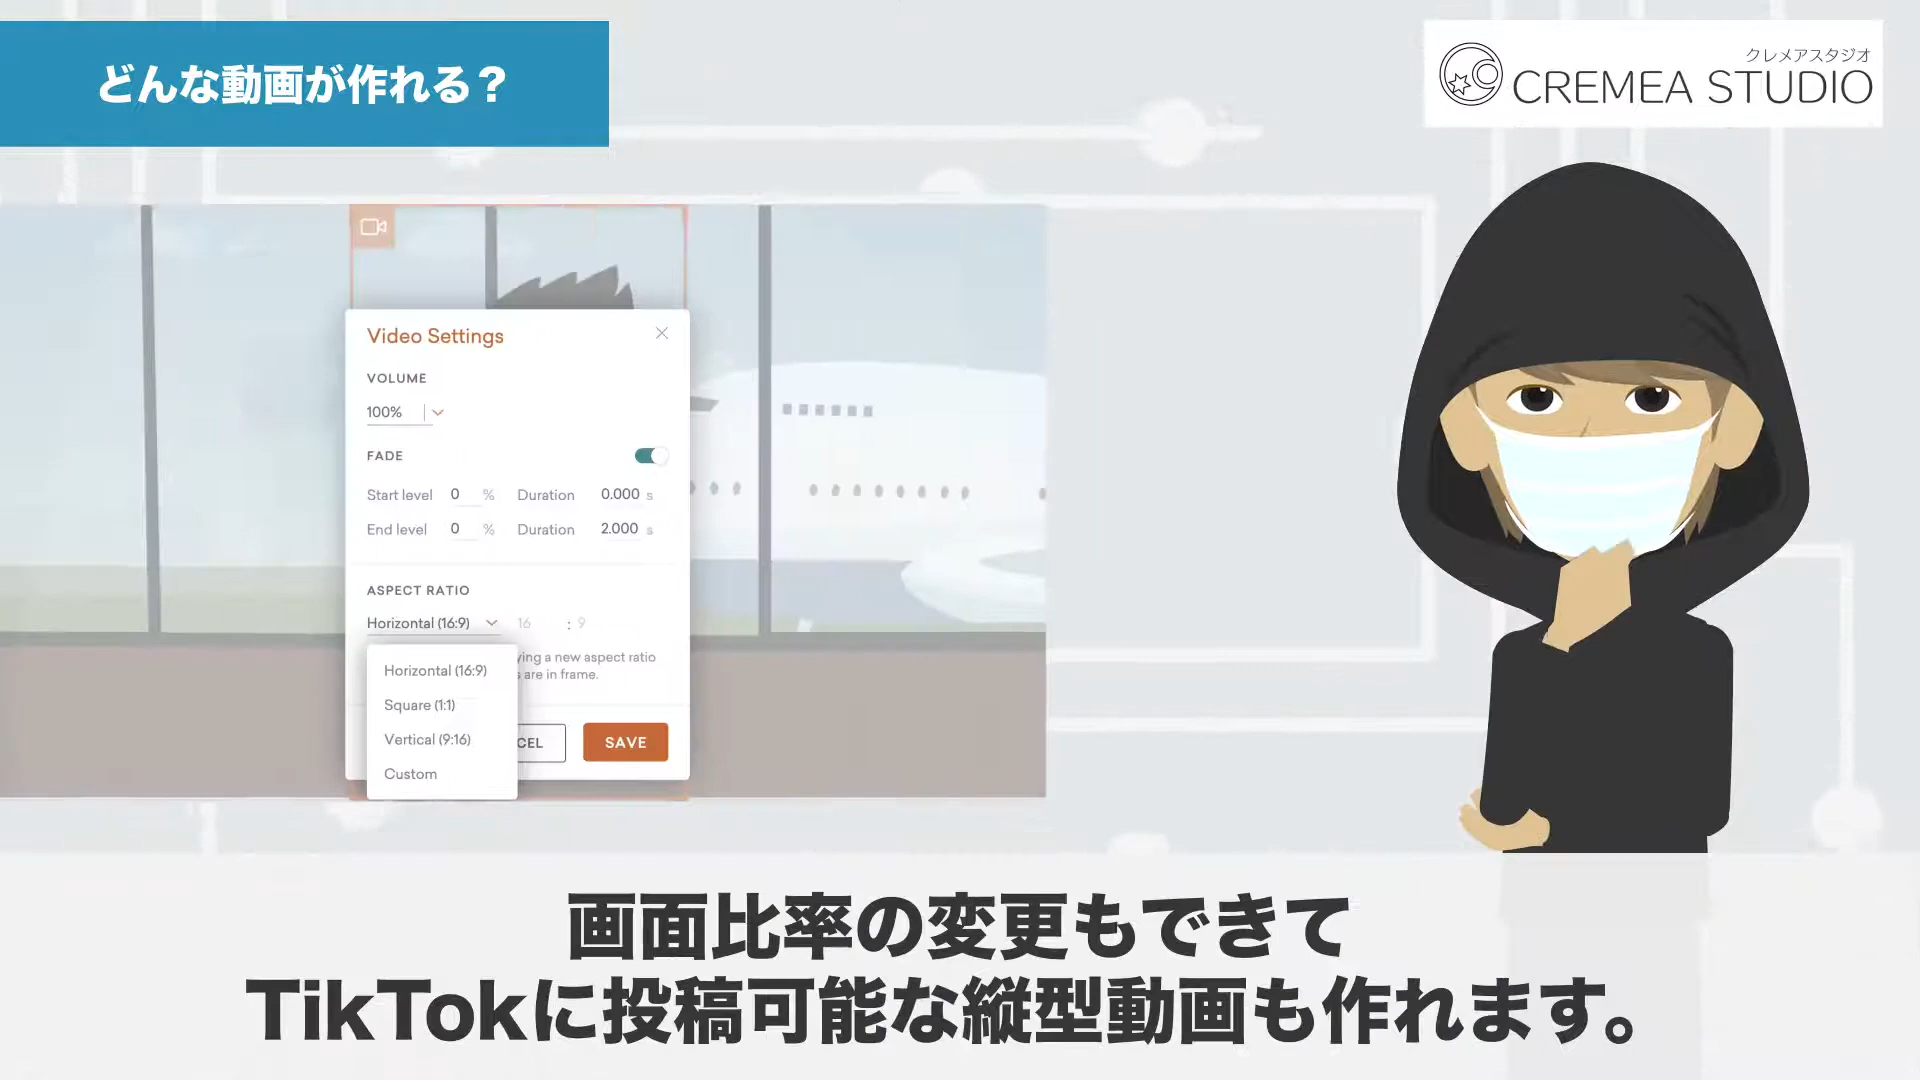 どんな動画が作れる？
クレメアスタジオ
CREMEA STUDIO
Video Settings
VOLUME
100%
FADE
Start level 0 % Duration 0.000 s
End level 0 % Duration 2.000 s
ASPECT RATIO
Horizontal (16:9) 16 : 9
ying a new aspect ratio
s are in frame.
Horizontal (16:9)
Square (1:1)
Vertical (9:16)
Custom
CEL
SAVE
画面比率の変更もできて
TikTokに投稿可能な縦型動画も作れます。